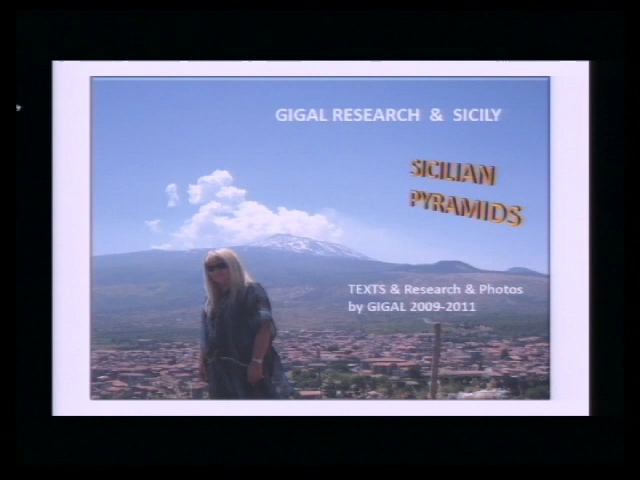 GIGAL RESEARCH & SICILY
SICILIAN
PYRAMIDS
TEXTS & Research & Photos
by GIGAL 2009-2011